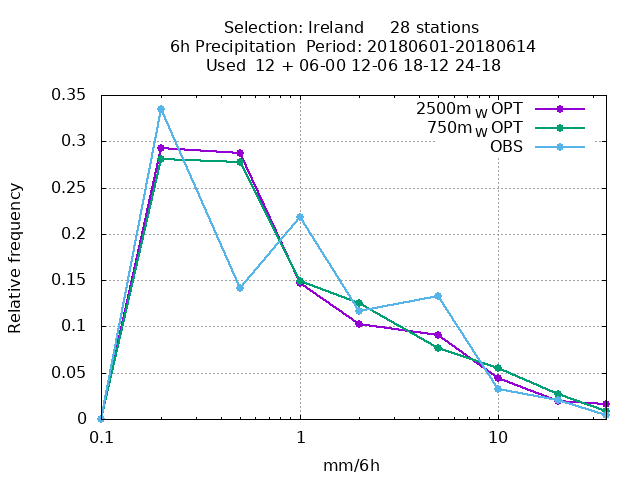 Selection: Ireland 28 stations
6h Precipitation Period: 20180601-20180614
Used 12 + 06-00 12-06 18-12 24-18
2500m W OPT
750m W OPT
OBS
Relative frequency
0.35
0.3
0.25
0.2
0.15
0.1
0.05
0
0.1 1 10
mm/6h